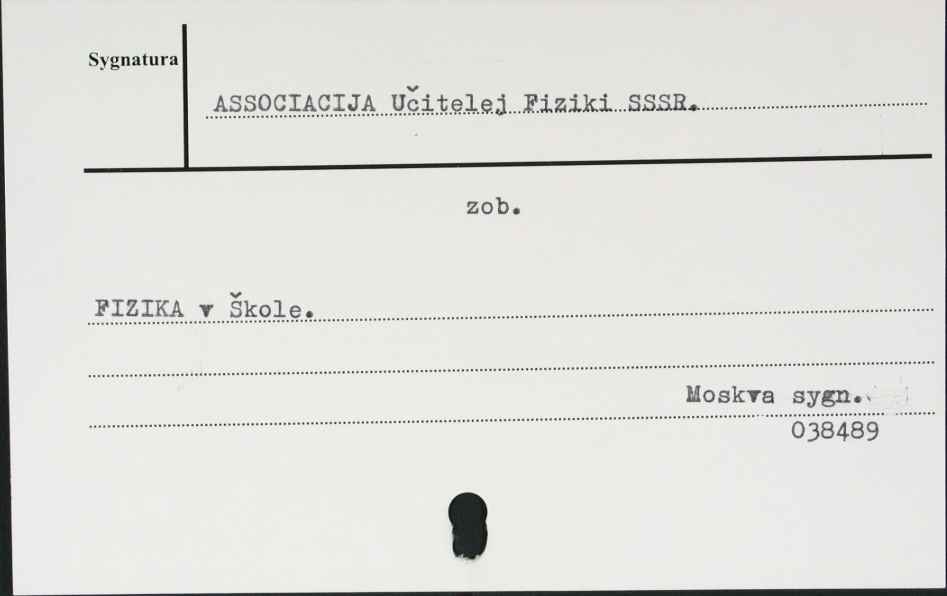 Sygnatura
ASSOCIACIJA Učitelej Fiziki SSSR.
zob.
FIZIKA v Škole.
Moskva sygn.
038489